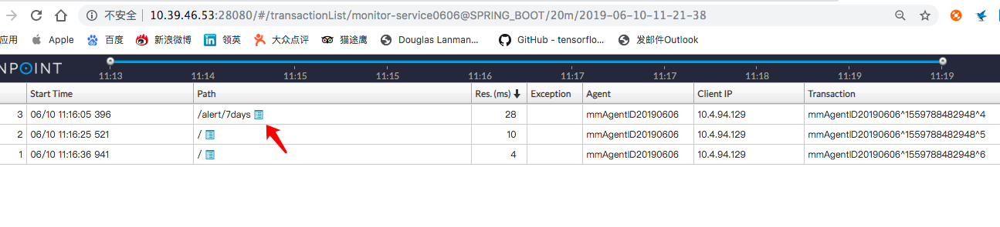 不安全 10.39.46.53:28080/#/transactionList/monitor-service0606@SPRING_BOOT/20m/2019-06-10-11-21-38
应用 Apple 百度 新浪微博 领英 大众点评 猫途鹰 Douglas Lanman... GitHub - tensorflo... 发邮件Outlook
NPOINT 11:13 11:14 11:15 11:15 11:16 11:17 11:17 11:18 11:19 11:19
Start Time Path Res. (ms) Exception Agent Client IP Transaction
3 06/10 11:16:05 396 /alert/7days 28 mmAgentID20190606 10.4.94.129 mmAgentID20190606^1559788482948^4
2 06/10 11:16:25 521 / 10 mmAgentID20190606 10.4.94.129 mmAgentID20190606^1559788482948^5
1 06/10 11:16:36 941 / 4 mmAgentID20190606 10.4.94.129 mmAgentID20190606^1559788482948^6